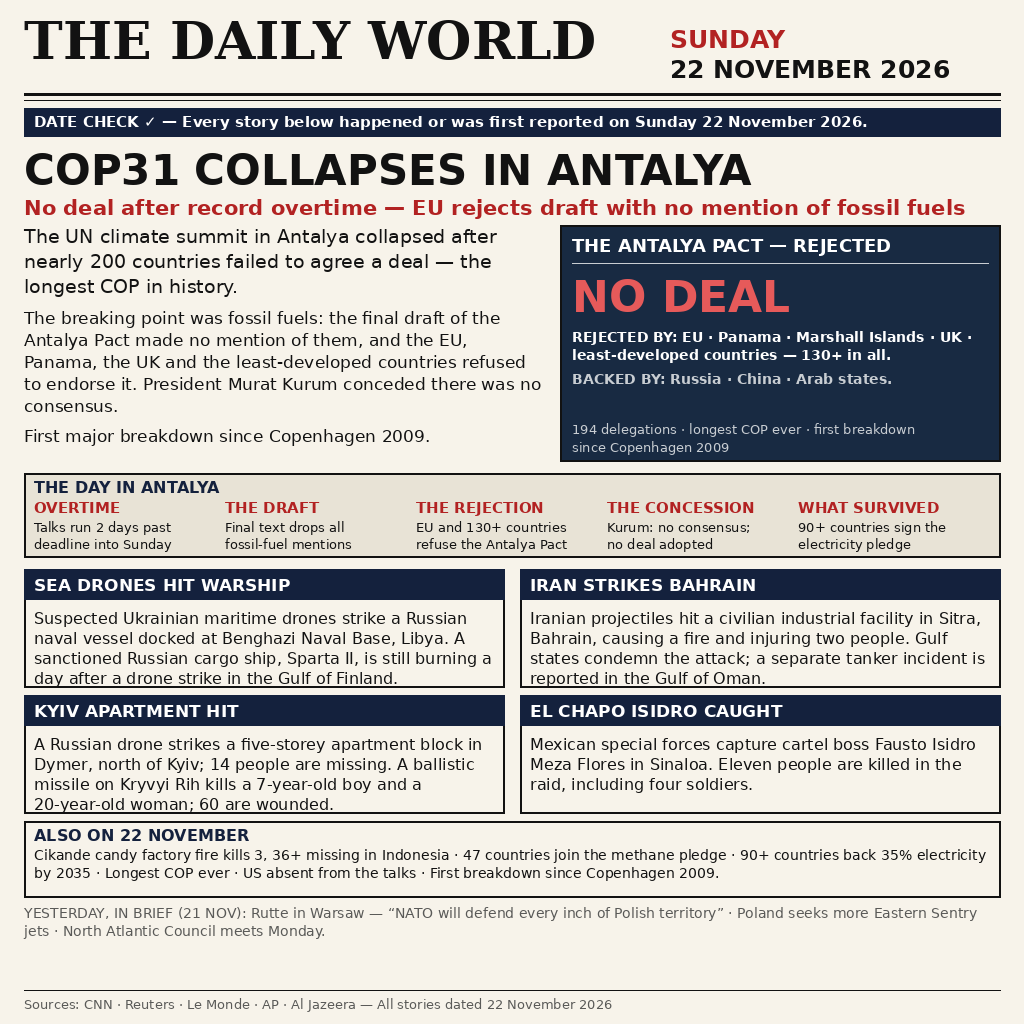 THE DAILY WORLD
SUNDAY
22 NOVEMBER 2026
DATE CHECK ✓ — Every story below happened or was first reported on Sunday 22 November 2026.
COP31 COLLAPSES IN ANTALYA
No deal after record overtime — EU rejects draft with no mention of fossil fuels
The UN climate summit in Antalya collapsed after
nearly 200 countries failed to agree a deal — the
longest COP in history.
The breaking point was fossil fuels: the final draft of the
Antalya Pact made no mention of them, and the EU,
Panama, the UK and the least-developed countries refused
to endorse it. President Murat Kurum conceded there was no
consensus.
First major breakdown since Copenhagen 2009.
THE ANTALYA PACT — REJECTED
NO DEAL
REJECTED BY: EU · Panama · Marshall Islands · UK ·
least-developed countries — 130+ in all.
BACKED BY: Russia · China · Arab states.
194 delegations · longest COP ever · first breakdown
since Copenhagen 2009
THE DAY IN ANTALYA
OVERTIME
Talks run 2 days past
deadline into Sunday
THE DRAFT
Final text drops all
fossil-fuel mentions
THE REJECTION
EU and 130+ countries
refuse the Antalya Pact
THE CONCESSION
Kurum: no consensus;
no deal adopted
WHAT SURVIVED
90+ countries sign the
electricity pledge
SEA DRONES HIT WARSHIP
Suspected Ukrainian maritime drones strike a Russian
naval vessel docked at Benghazi Naval Base, Libya. A
sanctioned Russian cargo ship, Sparta II, is still burning a
day after a drone strike in the Gulf of Finland.
IRAN STRIKES BAHRAIN
Iranian projectiles hit a civilian industrial facility in Sitra,
Bahrain, causing a fire and injuring two people. Gulf
states condemn the attack; a separate tanker incident is
reported in the Gulf of Oman.
KYIV APARTMENT HIT
A Russian drone strikes a five-storey apartment block in
Dymer, north of Kyiv; 14 people are missing. A ballistic
missile on Kryvyi Rih kills a 7-year-old boy and a
20-year-old woman; 60 are wounded.
EL CHAPO ISIDRO CAUGHT
Mexican special forces capture cartel boss Fausto Isidro
Meza Flores in Sinaloa. Eleven people are killed in the
raid, including four soldiers.
ALSO ON 22 NOVEMBER
Cikande candy factory fire kills 3, 36+ missing in Indonesia · 47 countries join the methane pledge · 90+ countries back 35% electricity
by 2035 · Longest COP ever · US absent from the talks · First breakdown since Copenhagen 2009.
YESTERDAY, IN BRIEF (21 NOV): Rutte in Warsaw — “NATO will defend every inch of Polish territory” · Poland seeks more Eastern Sentry
jets · North Atlantic Council meets Monday.
Sources: CNN · Reuters · Le Monde · AP · Al Jazeera — All stories dated 22 November 2026